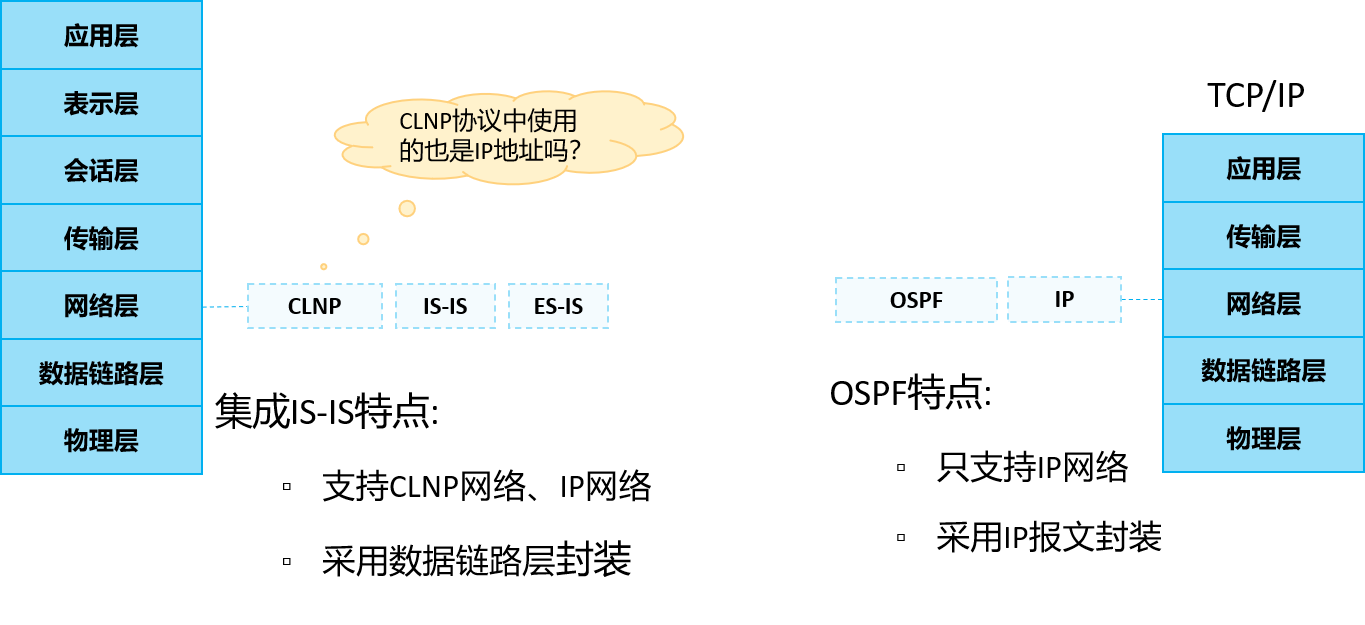 应用层
表示层
会话层
传输层
网络层
数据链路层
物理层
CLNP协议中使用
的也是IP地址吗?
CLNP
IS-IS
ES-IS
集成IS-IS特点:
▫ 支持CLNP网络、IP网络
▫ 采用数据链路层封装
TCP/IP
应用层
传输层
网络层
数据链路层
物理层
OSPF
IP
OSPF特点:
▫ 只支持IP网络
▫ 采用IP报文封装